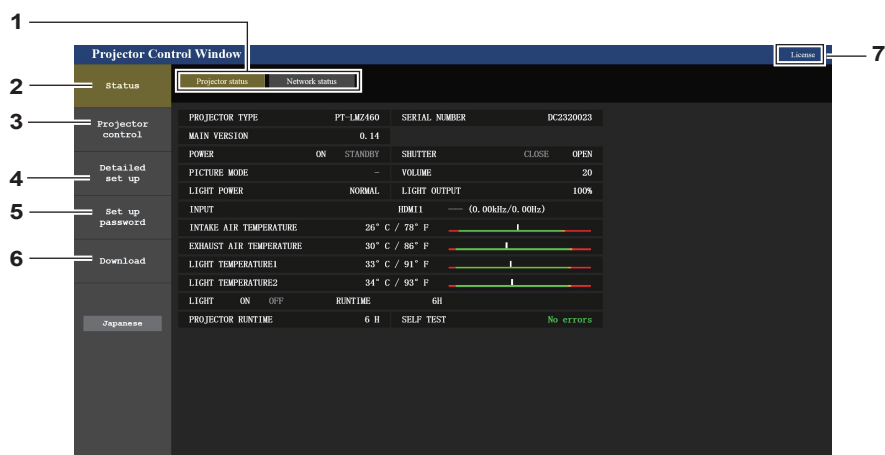 1
Projector Control Window
License
7
Projector status Network status
2
Status
3
Projector
control
4
Detailed
set up
5
Set up
password
6
Download
Japanese
PROJECTOR TYPE PT-LMZ460 SERIAL NUMBER DC2320023
MAIN VERSION 0.14
POWER ON STANDBY SHUTTER CLOSE OPEN
PICTURE MODE - VOLUME 20
LIGHT POWER NORMAL LIGHT OUTPUT 100%
INPUT HDMI1 --- (0.00kHz/0.00Hz)
INTAKE AIR TEMPERATURE 26° C / 78° F
EXHAUST AIR TEMPERATURE 30° C / 86° F
LIGHT TEMPERATURE1 33° C / 91° F
LIGHT TEMPERATURE2 34° C / 93° F
LIGHT ON OFF RUNTIME 6H
PROJECTOR RUNTIME 6 H SELF TEST No errors